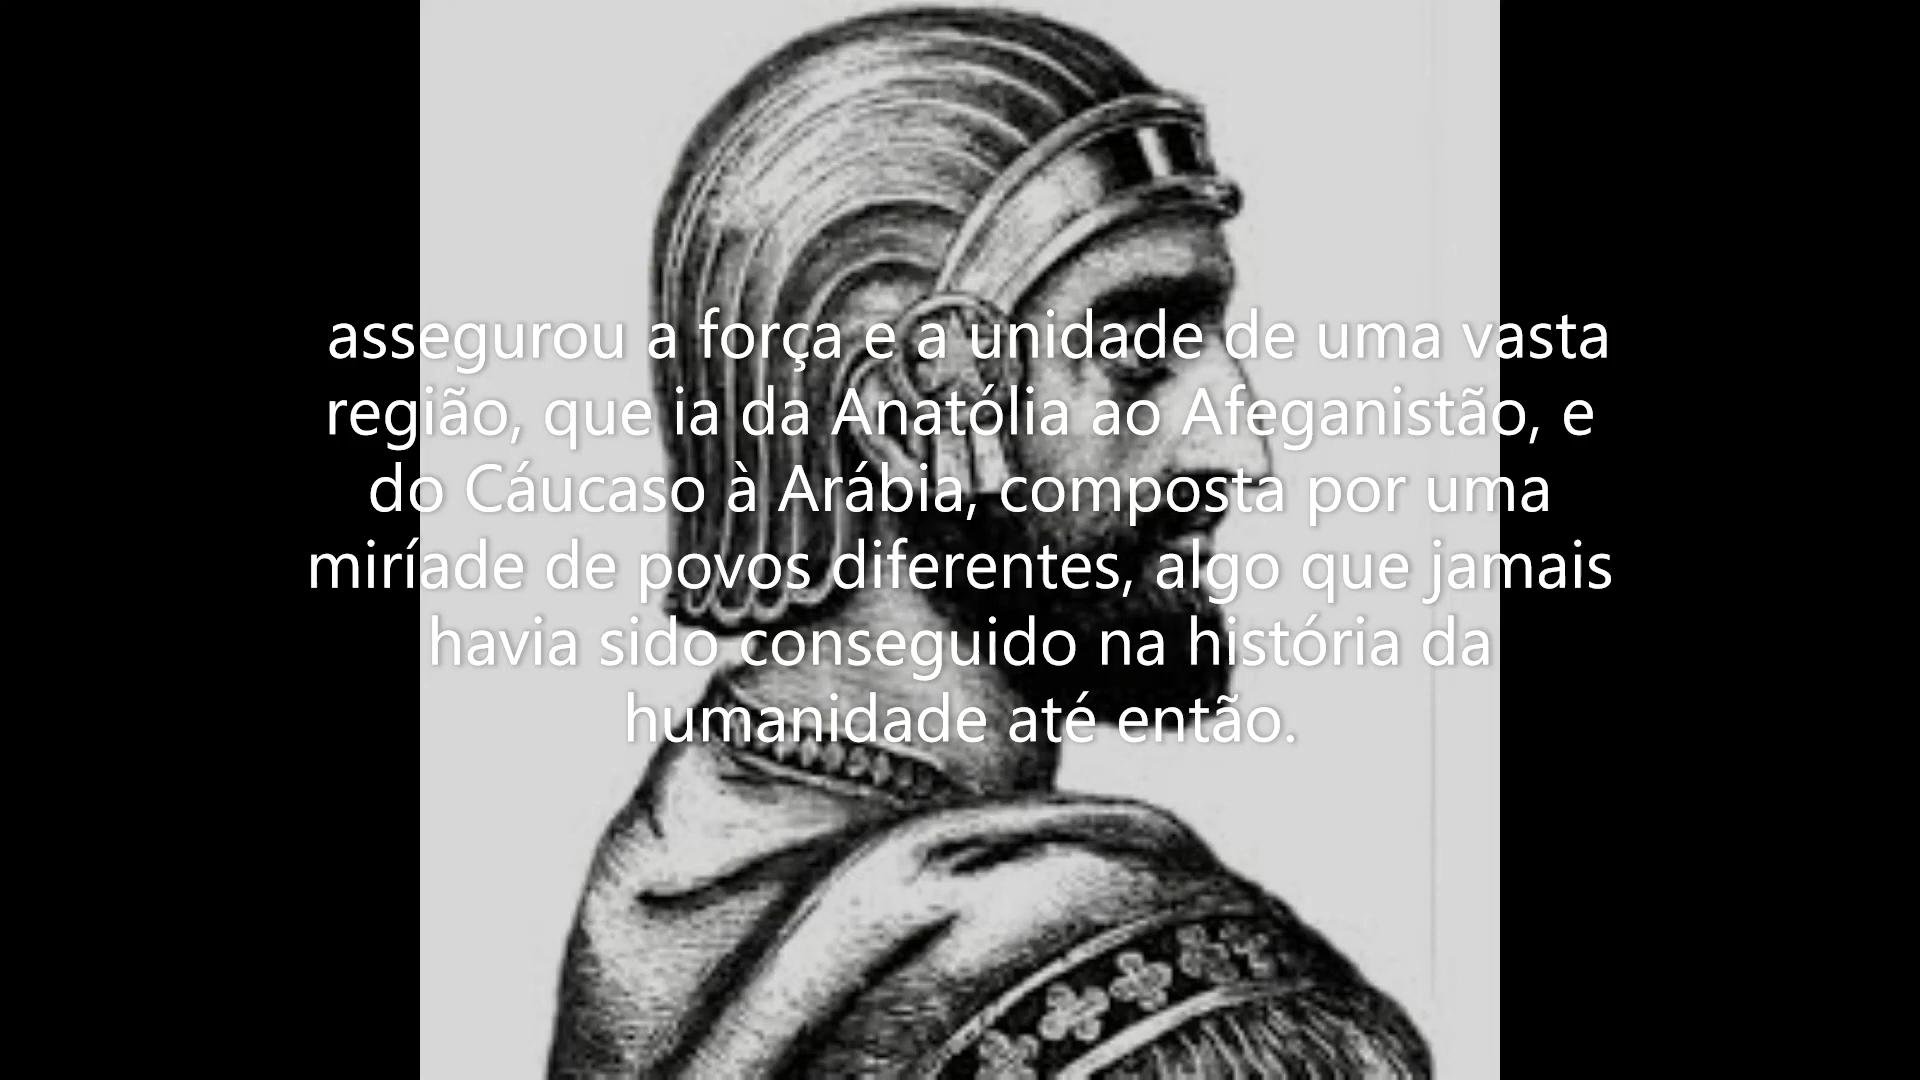 assegurou a força e a unidade de uma vasta
região, que ia da Anatólia ao Afeganistão, e
do Cáucaso à Arábia, composta por uma
miríade de povos diferentes, algo que jamais
havia sido conseguido na história da
humanidade até então.